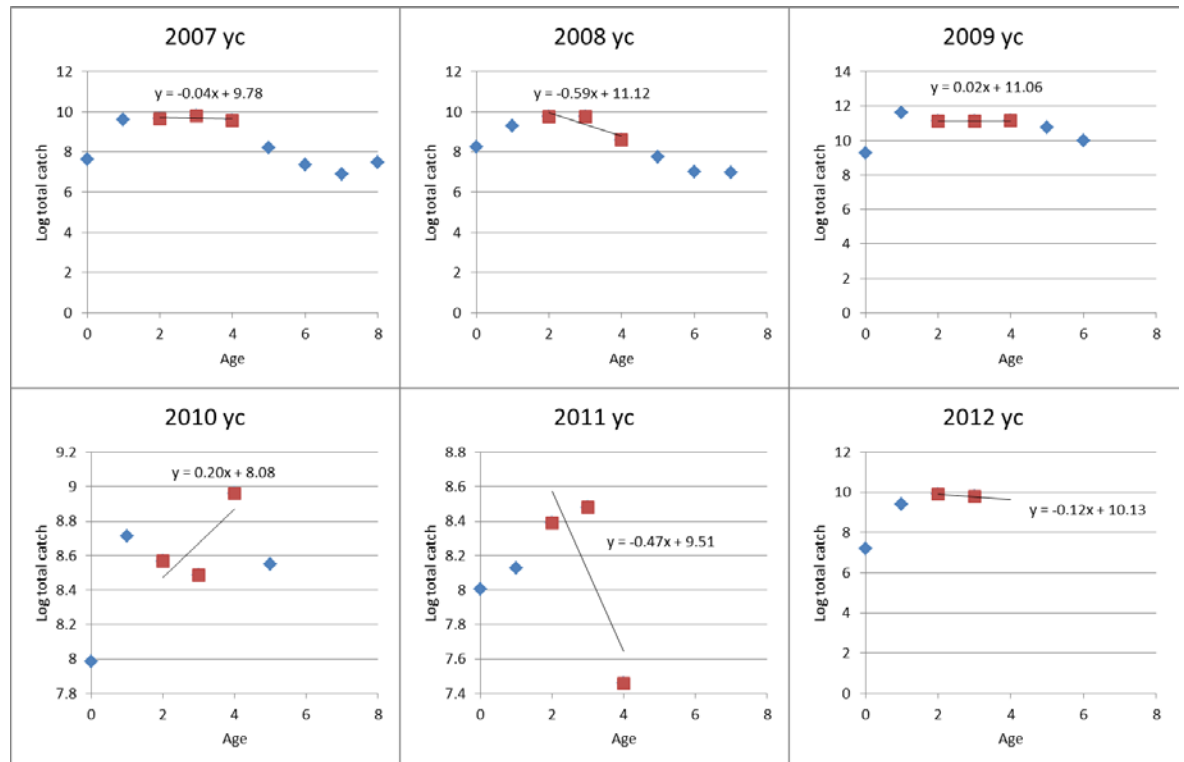 2007 yc
12
10
8
6
4
2
0
y = -0.04x + 9.78
0 2 4 6 8
Log total catch
Age
2008 yc
12
10
8
6
4
2
0
y = -0.59x + 11.12
0 2 4 6 8
Log total catch
Age
2009 yc
14
12
10
8
6
4
2
0
y = 0.02x + 11.06
0 2 4 6 8
Log total catch
Age
2010 yc
9.2
9
8.8
8.6
8.4
8.2
8
7.8
y = 0.20x + 8.08
0 2 4 6 8
Log total catch
Age
2011 yc
8.8
8.6
8.4
8.2
8
7.8
7.6
7.4
y = -0.47x + 9.51
0 2 4 6 8
Log total catch
Age
2012 yc
12
10
8
6
4
2
0
y = -0.12x + 10.13
0 2 4 6 8
Log total catch
Age